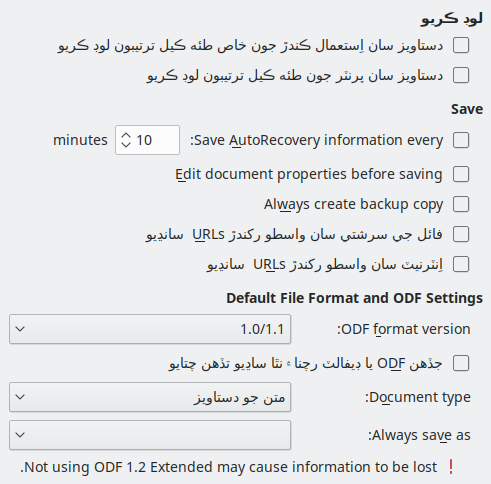 لوڊ ڪريو
دستاويز سان اِستعمال ڪندڙ جون خاص طئه ڪيل ترتيبون لوڊ ڪريو
دستاويز سان پرنٽر جون طئه ڪيل ترتيبون لوڊ ڪريو
Save
Save AutoRecovery information every: 10 minutes
Edit document properties before saving
Always create backup copy
فائل جي سرشتي سان واسطو رکندڙ URLs سانڍيو
اِنٽرنيٽ سان واسطو رکندڙ URLs سانڍيو
Default File Format and ODF Settings
ODF format version: 1.0/1.1
جڏهن ODF يا ڊيفالٽ رچنا ۾ نٿا ساڍيو تڏهن چتايو
Document type: متن جو دستاويز
Always save as:
Not using ODF 1.2 Extended may cause information to be lost.